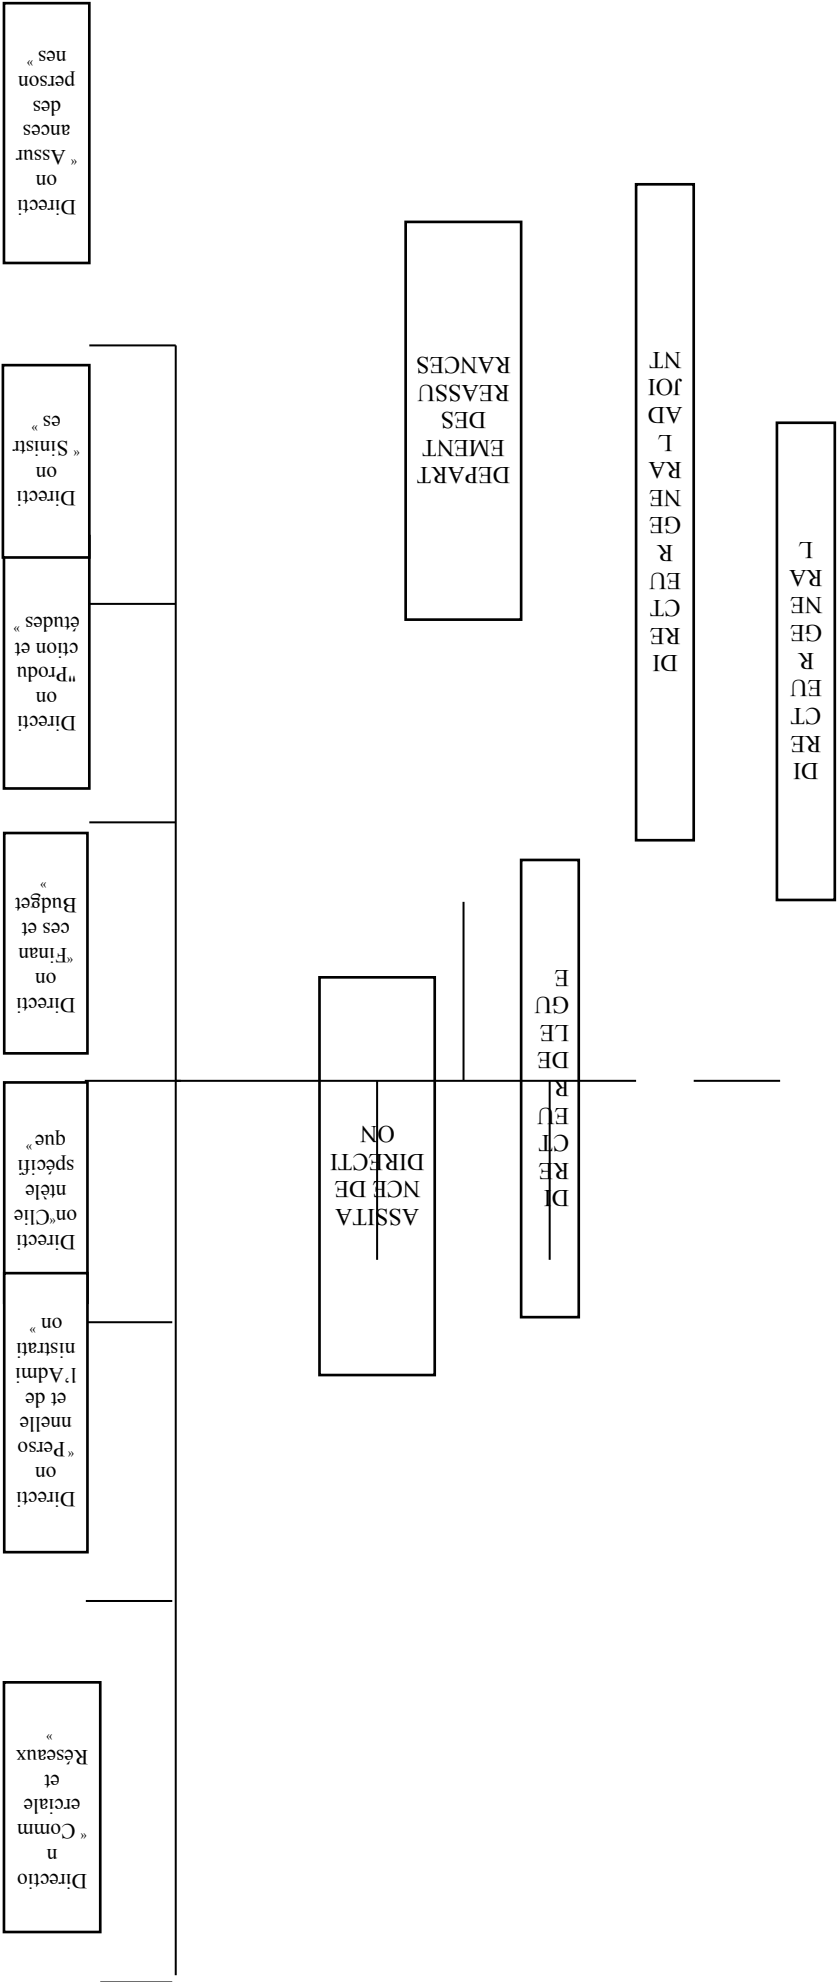 DI
RE
CT
EU
R
GE
NE
RA
L
DI
RE
CT
EU
R
GE
NE
RA
L
AD
JOI
NT
DI
RE
CT
EU
R
DE
LE
GU
E
DEPART
EMENT
DES
REASSU
RANCES
ASSITA
NCE DE
DIRECTI
ON
Directio
n
« Comm
erciale
et
Réseaux
»
Directi
on
« Perso
nnelle
et de
l’Admi
nistrati
on »
Directi
on«Clie
ntèle
spécifi
que »
Directi
on
«Finan
ces et
Budget
»
Directi
on
"Produ
ction et
études »
Directi
on
« Sinistr
es »
Directi
on
« Assur
ances
des
person
nes »